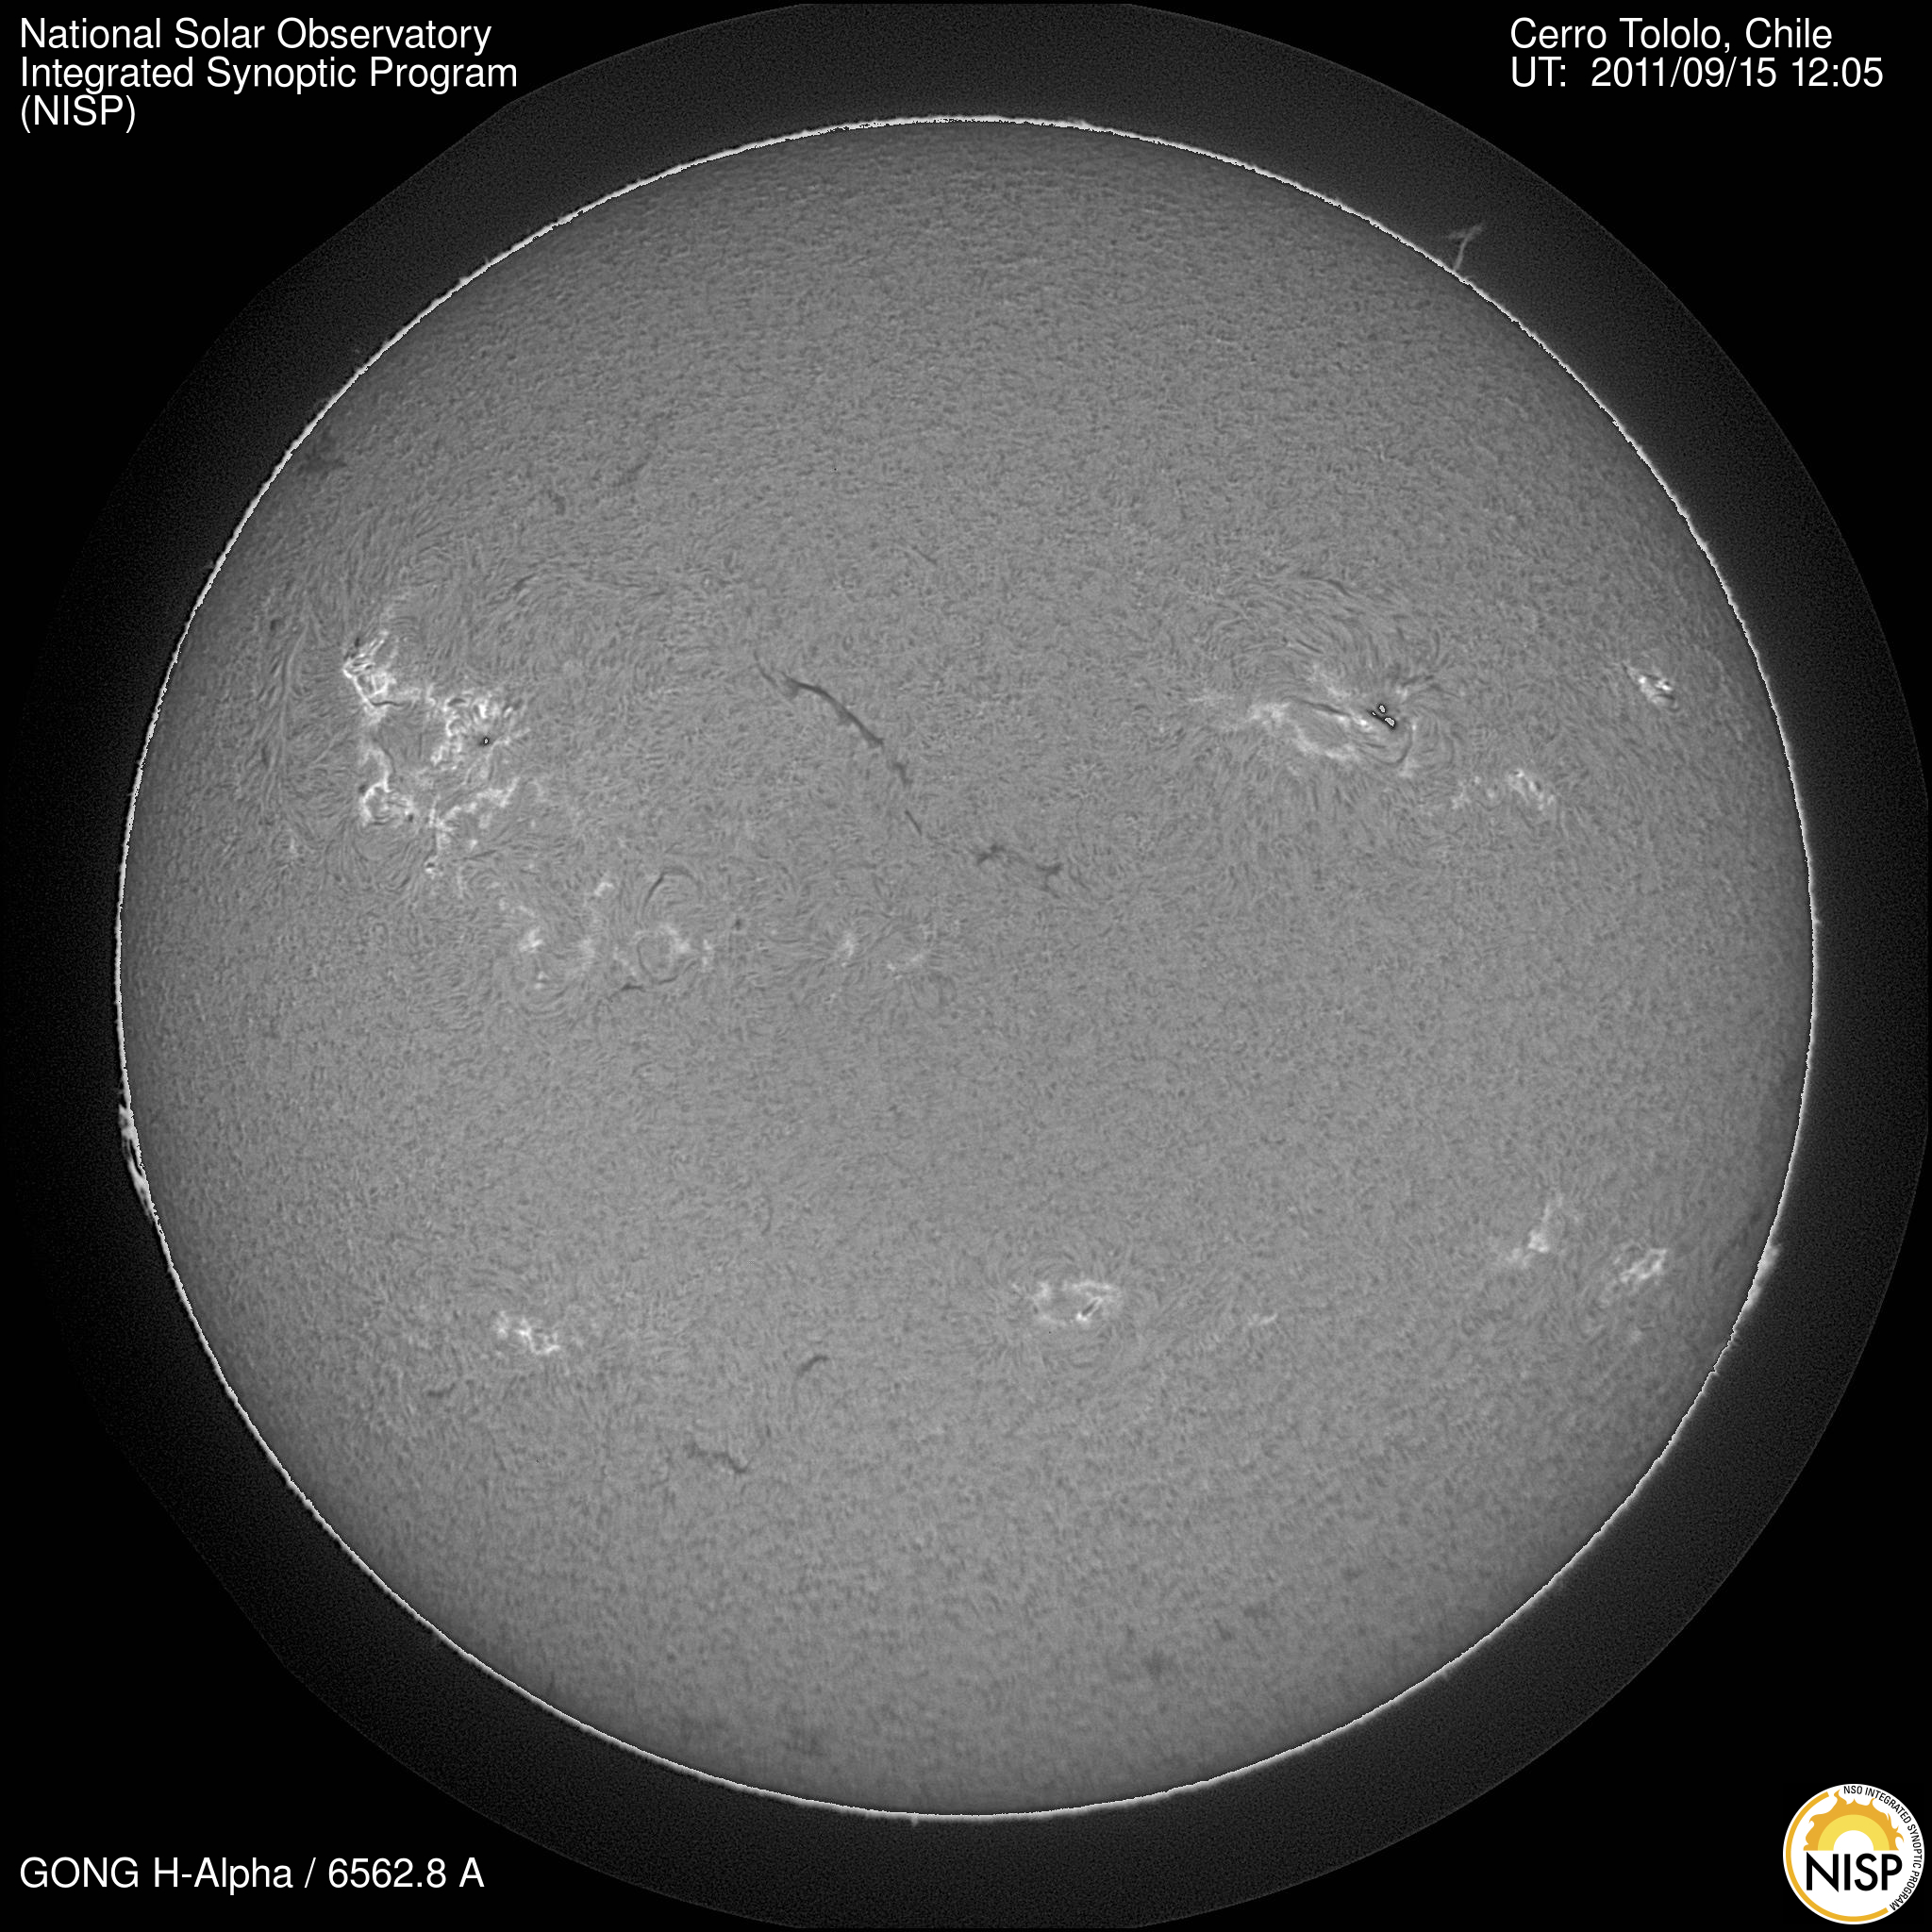 National Solar Observatory
Integrated Synoptic Program
(NISP)
Cerro Tololo, Chile
UT: 2011/09/15 12:05
GONG H-Alpha / 6562.8 A
NSO INTEGRATED SYNOPTIC PROGRAM
NISP